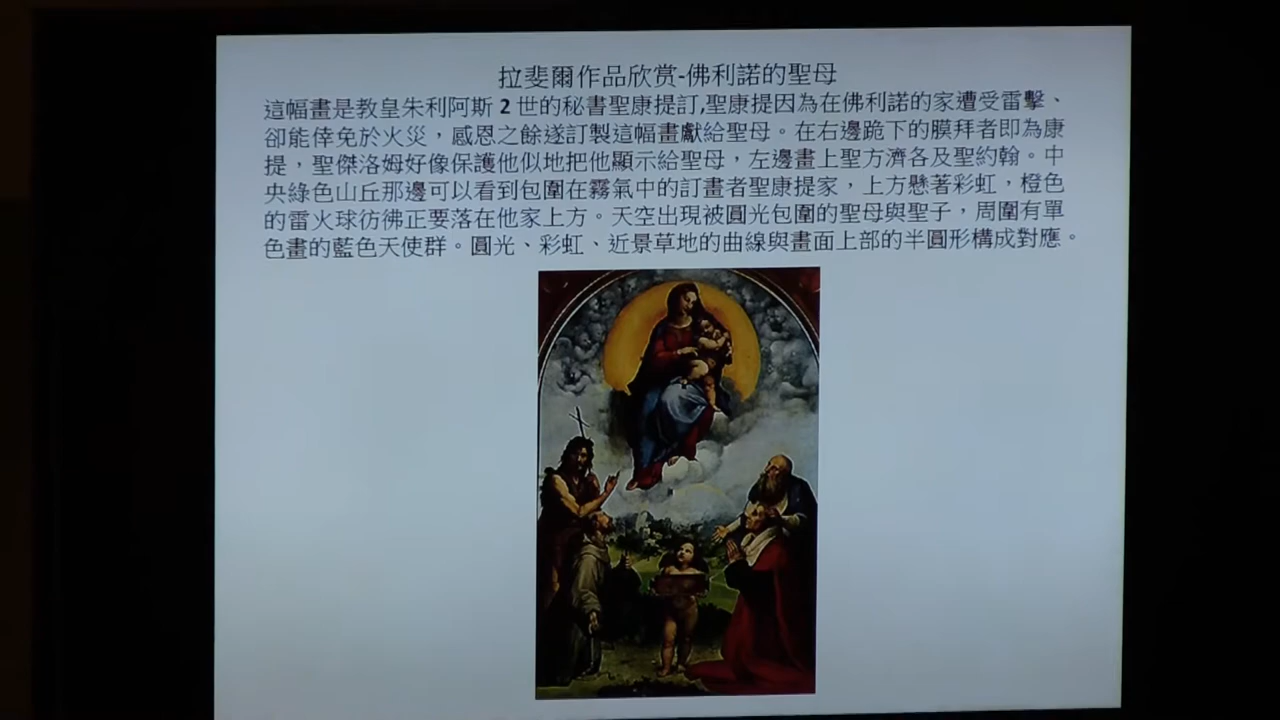 拉斐爾作品欣賞-佛利諾的聖母
這幅畫是教皇朱利阿斯 2 世的秘書聖康提訂,聖康提因為在佛利諾的家遭受雷擊、
卻能倖免於火災，感恩之餘遂訂製這幅畫獻給聖母。在右邊跪下的膜拜者即為康
提，聖傑洛姆好像保護他似地把他顯示給聖母，左邊畫上聖方濟各及聖約翰。中
央綠色山丘那邊可以看到包圍在霧氣中的訂畫者聖康提家，上方懸著彩虹，橙色
的雷火球彷彿正要落在他家上方。天空出現被圓光包圍的聖母與聖子，周圍有單
色畫的藍色天使群。圓光、彩虹、近景草地的曲線與畫面上部的半圓形構成對應。